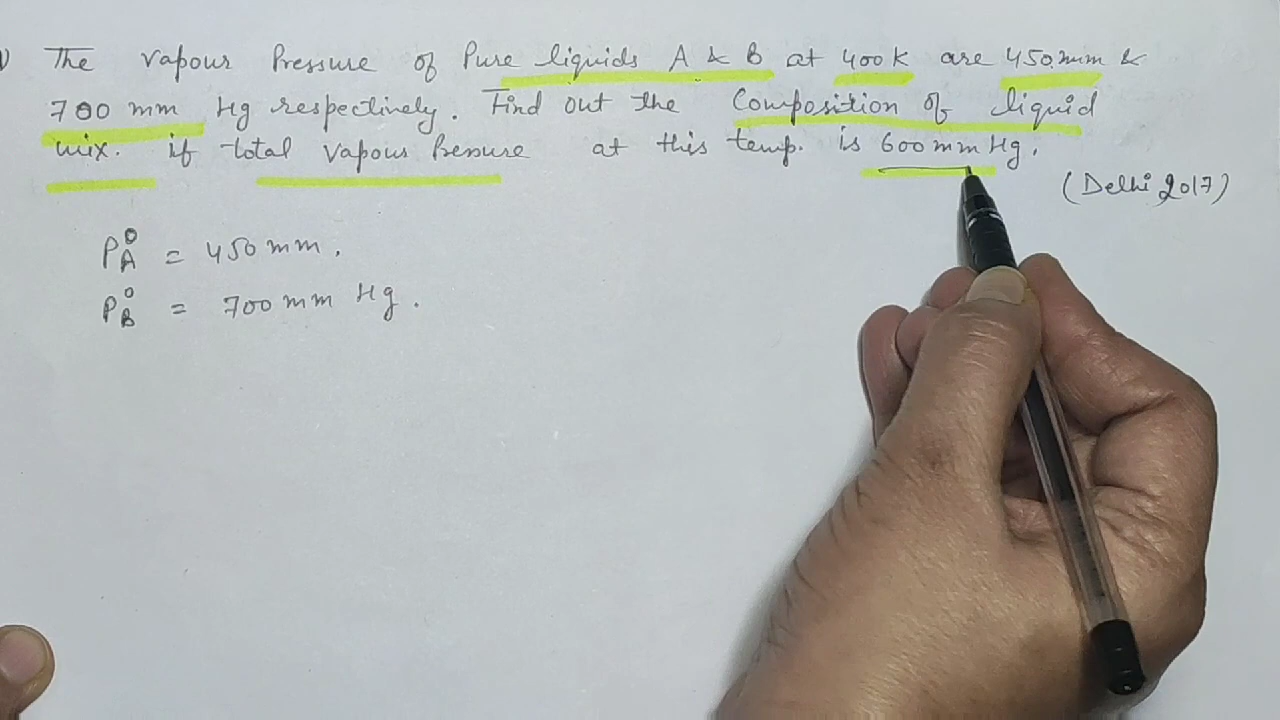 The vapour Pressure of Pure liquids A & B at 400K are 450mm &
700 mm Hg respectively. Find out the Composition of liquid
mix. if total vapour Pressure at this temp. is 600mm Hg.
(Delhi 2017)
P°A = 450 mm.
P°B = 700 mm Hg.